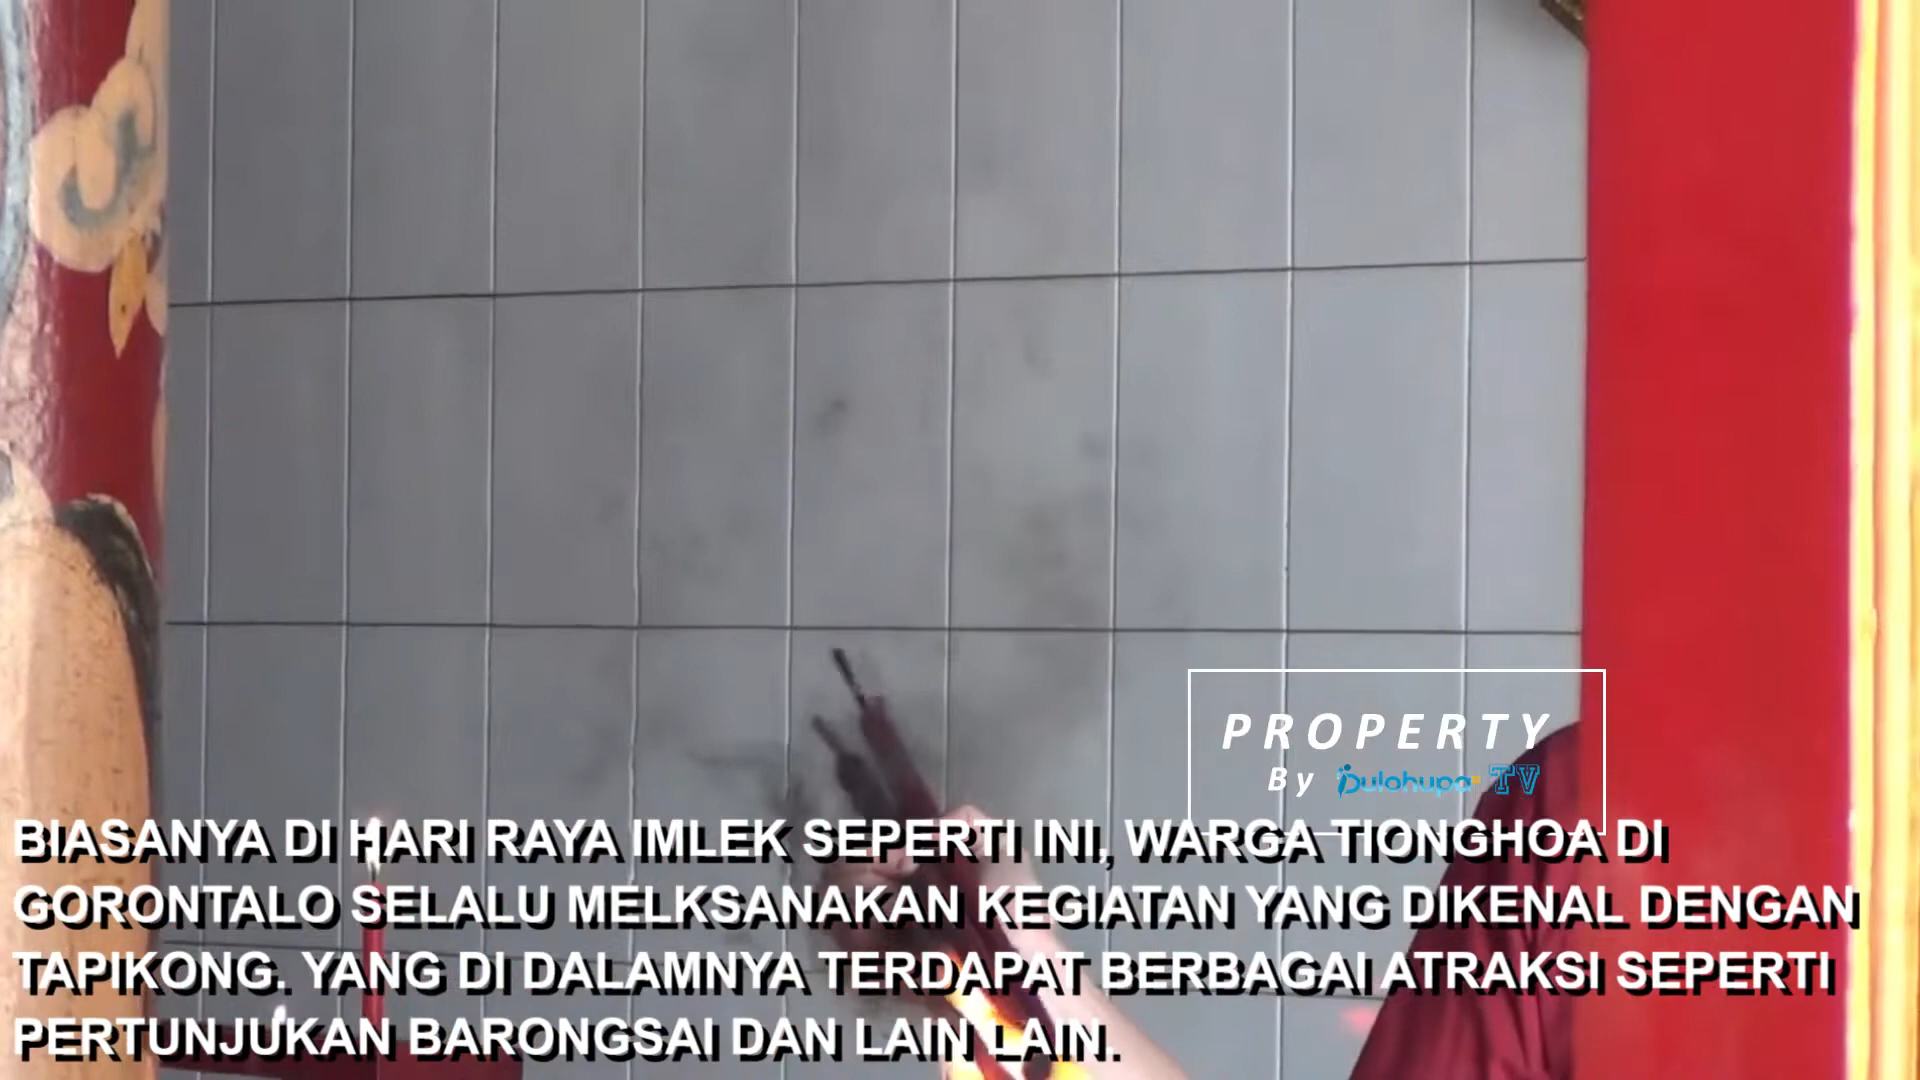 PROPERTY
By Dulohupa TV
BIASANYA DI HARI RAYA IMLEK SEPERTI INI, WARGA TIONGHOA DI
GORONTALO SELALU MELKSANAKAN KEGIATAN YANG DIKENAL DENGAN
TAPIKONG. YANG DI DALAMNYA TERDAPAT BERBAGAI ATRAKSI SEPERTI
PERTUNJUKAN BARONGSAI DAN LAIN LAIN.